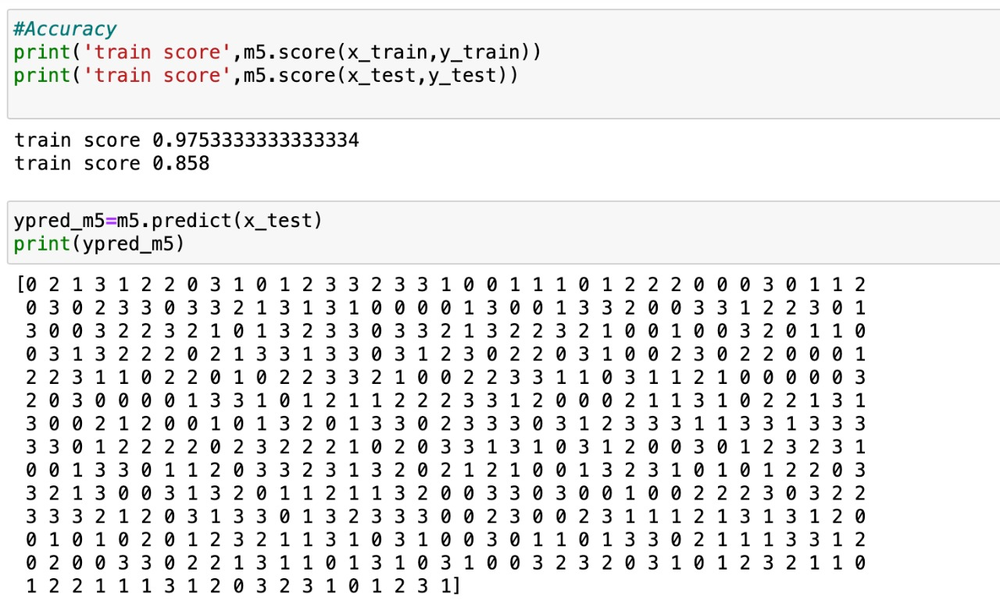 #Accuracy
print('train score',m5.score(x_train,y_train))
print('train score',m5.score(x_test,y_test))
train score 0.9753333333333334
train score 0.858
ypred_m5=m5.predict(x_test)
print(ypred_m5)
[0 2 1 3 1 2 2 0 3 1 0 1 2 3 3 2 3 3 1 0 0 1 1 1 0 1 2 2 2 0 0 0 3 0 1 1 2
0 3 0 2 3 3 0 3 3 2 1 3 1 3 1 0 0 0 0 1 3 0 0 1 3 3 2 0 0 3 3 1 2 2 3 0 1
3 0 0 3 2 2 3 2 1 0 1 3 2 3 3 0 3 3 2 1 3 2 2 3 2 1 0 0 1 0 0 3 2 0 1 1 0
0 3 1 3 2 2 2 0 2 1 3 3 1 3 3 0 3 1 2 3 0 2 2 0 3 1 0 0 2 3 0 2 2 0 0 0 1
2 2 3 1 1 0 2 2 0 1 0 2 2 3 3 2 1 0 0 2 2 3 3 1 1 0 3 1 1 2 1 0 0 0 0 0 3
2 0 3 0 0 0 0 1 3 3 1 0 1 2 1 1 2 2 2 3 3 1 2 0 0 0 2 1 1 3 1 0 2 2 1 3 1
3 0 0 2 1 2 0 0 1 0 1 3 2 0 1 3 3 0 2 3 3 3 0 3 1 2 3 3 3 1 1 3 3 1 3 3 3
3 3 0 1 2 2 2 2 0 2 3 2 2 2 1 0 2 0 3 3 1 3 1 0 3 1 2 0 0 3 0 1 2 3 2 3 1
0 0 1 3 3 0 1 1 2 0 3 3 2 3 1 3 2 0 2 1 2 1 0 0 1 3 2 3 1 0 1 0 1 2 2 0 3
3 2 1 3 0 0 3 1 3 2 0 1 1 2 1 1 3 2 0 0 3 3 0 3 0 0 1 0 0 2 2 2 3 0 3 2 2
3 3 3 2 1 2 0 3 1 3 3 0 1 3 2 3 3 3 0 0 2 3 0 0 2 3 1 1 1 2 1 3 1 3 1 2 0
0 1 0 1 0 2 0 1 2 3 2 1 1 3 1 0 3 1 0 0 3 0 1 1 0 1 3 3 0 2 1 1 1 3 3 1 2
0 2 0 0 3 3 0 2 2 1 3 1 1 0 1 3 1 0 3 1 0 0 3 2 3 2 0 3 1 0 1 2 3 2 1 1 0
1 2 2 1 1 1 3 1 2 0 3 2 3 1 0 1 2 3 1]